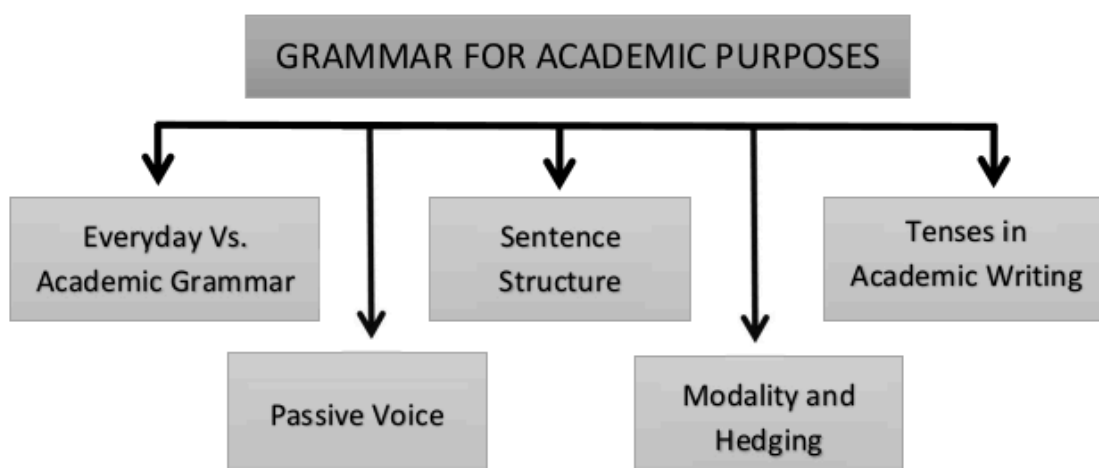 GRAMMAR FOR ACADEMIC PURPOSES
Everyday Vs.
Academic Grammar
Sentence
Structure
Tenses in
Academic Writing
Passive Voice
Modality and
Hedging